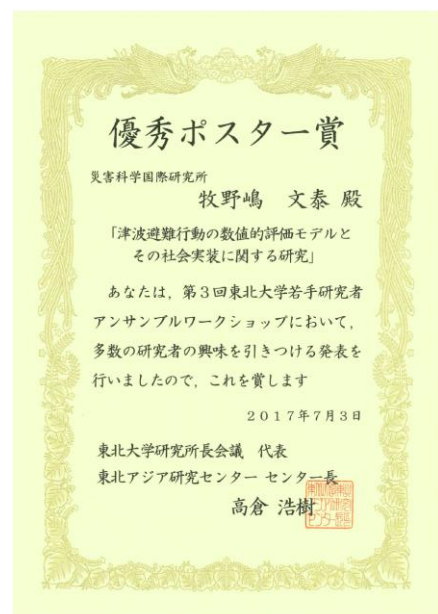 優秀ポスター賞
災害科学国際研究所
牧野嶋 文泰 殿
「津波避難行動の数値的評価モデルと
その社会実装に関する研究」
あなたは，第３回東北大学若手研究者
アンサンブルワークショップにおいて，
多数の研究者の興味を引きつける発表を
行いましたので，これを賞します
２０１７年７月３日
東北大学研究所長会議 代表
東北アジア研究センター センター長
高倉 浩樹